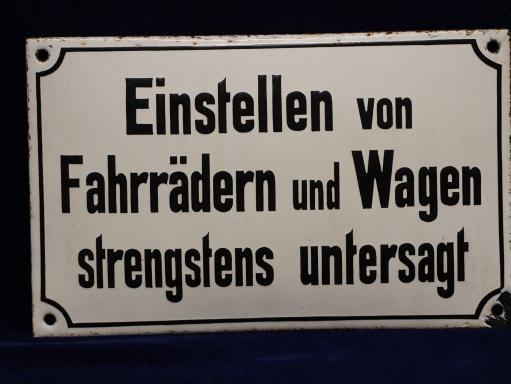 Einstellen von
Fahrrädern und Wagen
strengstens untersagt